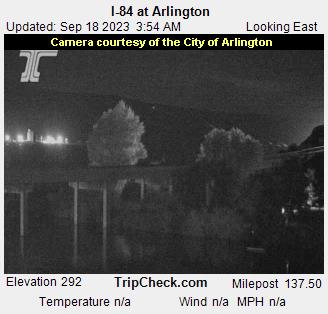 I-84 at Arlington
Updated: Sep 18 2023 3:54 AM Looking East
Camera courtesy of the City of Arlington
Elevation 292 TripCheck.com Milepost 137.50
Temperature n/a Wind n/a MPH n/a